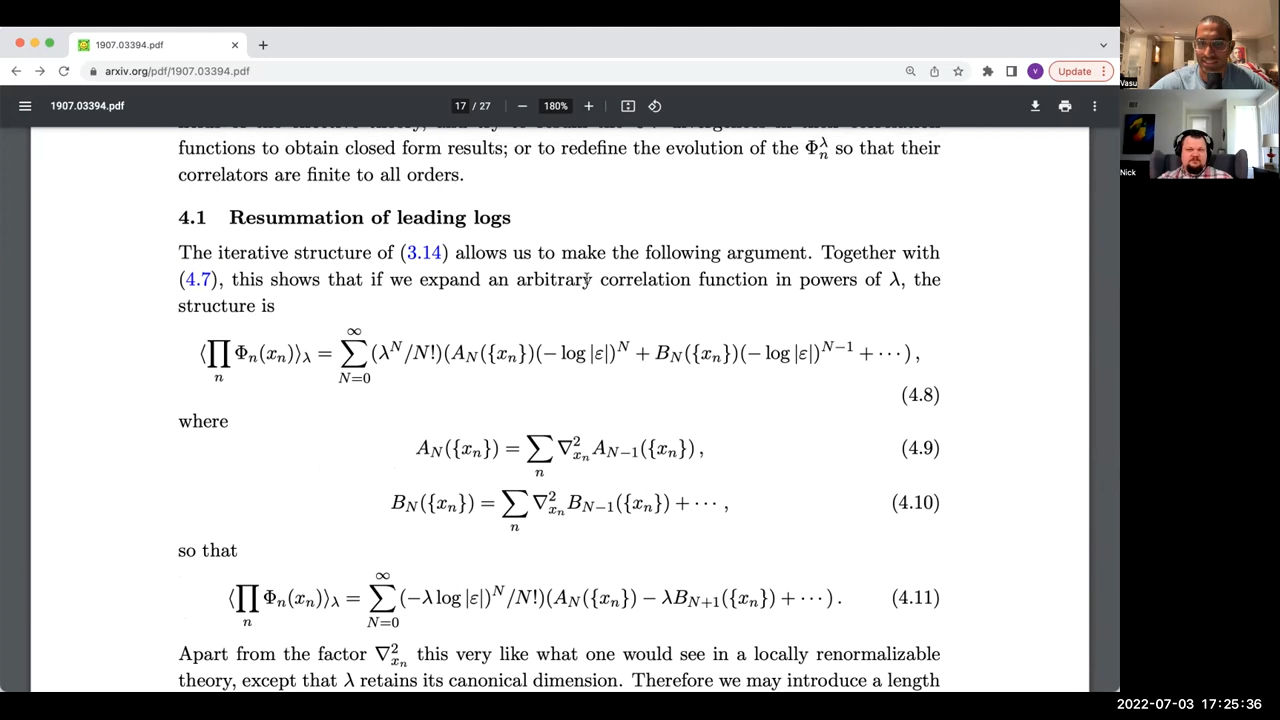 1907.03394.pdf
Vasu
arxiv.org/pdf/1907.03394.pdf
V
Update
1907.03394.pdf
17 / 27
180%
functions to obtain closed form results; or to redefine the evolution of the Φ_n^λ so that their
correlators are finite to all orders.
Nick
4.1 Resummation of leading logs
The iterative structure of (3.14) allows us to make the following argument. Together with
(4.7), this shows that if we expand an arbitrary correlation function in powers of λ, the
structure is
⟨∏_n Φ_n(x_n)⟩_λ = ∑_{N=0}^∞ (λ^N/N!)(A_N({x_n})(− log |ε|)^N + B_N({x_n})(− log |ε|)^{N−1} + ⋯) ,
(4.8)
where
A_N({x_n}) = ∑_n ∇²_{x_n} A_{N−1}({x_n}) , (4.9)
B_N({x_n}) = ∑_n ∇²_{x_n} B_{N−1}({x_n}) + ⋯ , (4.10)
so that
⟨∏_n Φ_n(x_n)⟩_λ = ∑_{N=0}^∞ (−λ log |ε|)^N/N!)(A_N({x_n}) − λB_{N+1}({x_n}) + ⋯) . (4.11)
Apart from the factor ∇²_{x_n} this very like what one would see in a locally renormalizable
theory, except that λ retains its canonical dimension. Therefore we may introduce a length
2022-07-03 17:25:36